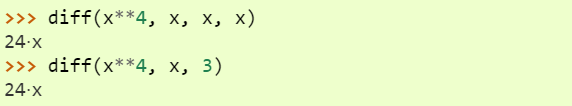 >>> diff(x**4, x, x, x)
24⋅x
>>> diff(x**4, x, 3)
24⋅x